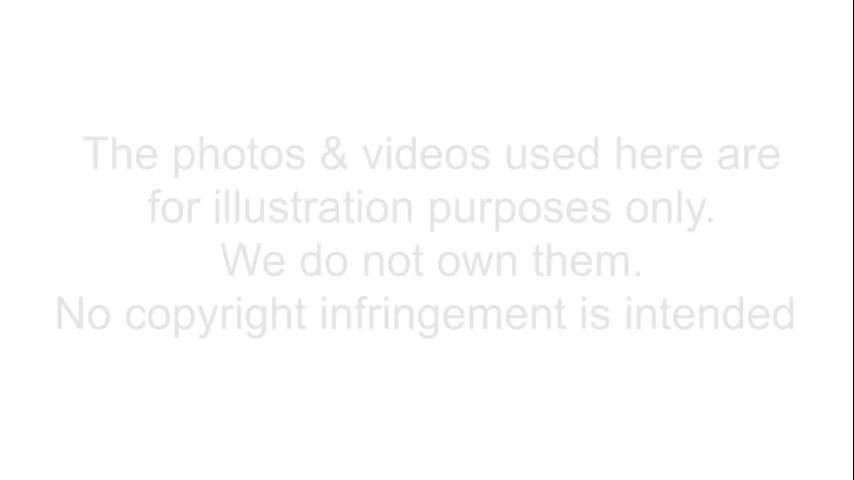 The photos & videos used here are
for illustration purposes only.
We do not own them.
No copyright infringement is intended